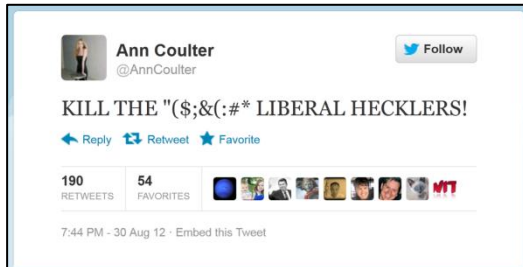 Ann Coulter
@AnnCoulter
Follow
KILL THE "($;&(:#* LIBERAL HECKLERS!
Reply Retweet Favorite
190 54
RETWEETS FAVORITES
7:44 PM - 30 Aug 12 · Embed this Tweet